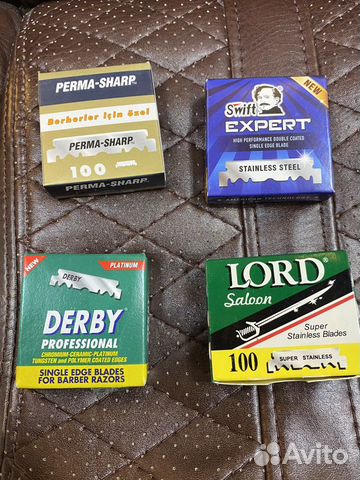 PERMA-SHARP
Berberler İçin özel
PERMA-SHARP
100
PERMA-SHARP
NEW
Swift
EXPERT
HIGH PERFORMANCE DOUBLE COATED
SINGLE EDGE BLADE
STAINLESS STEEL
NEW
PLATINUM
DERBY
DERBY
PROFESSIONAL
CHROMIUM-CERAMIC-PLATINUM
TUNGSTEN and POLYMER COATED EDGES
SINGLE EDGE BLADES
FOR BARBER RAZORS
LORD®
Saloon
Super
Stainless Blades
100 SUPER STAINLESS
Avito